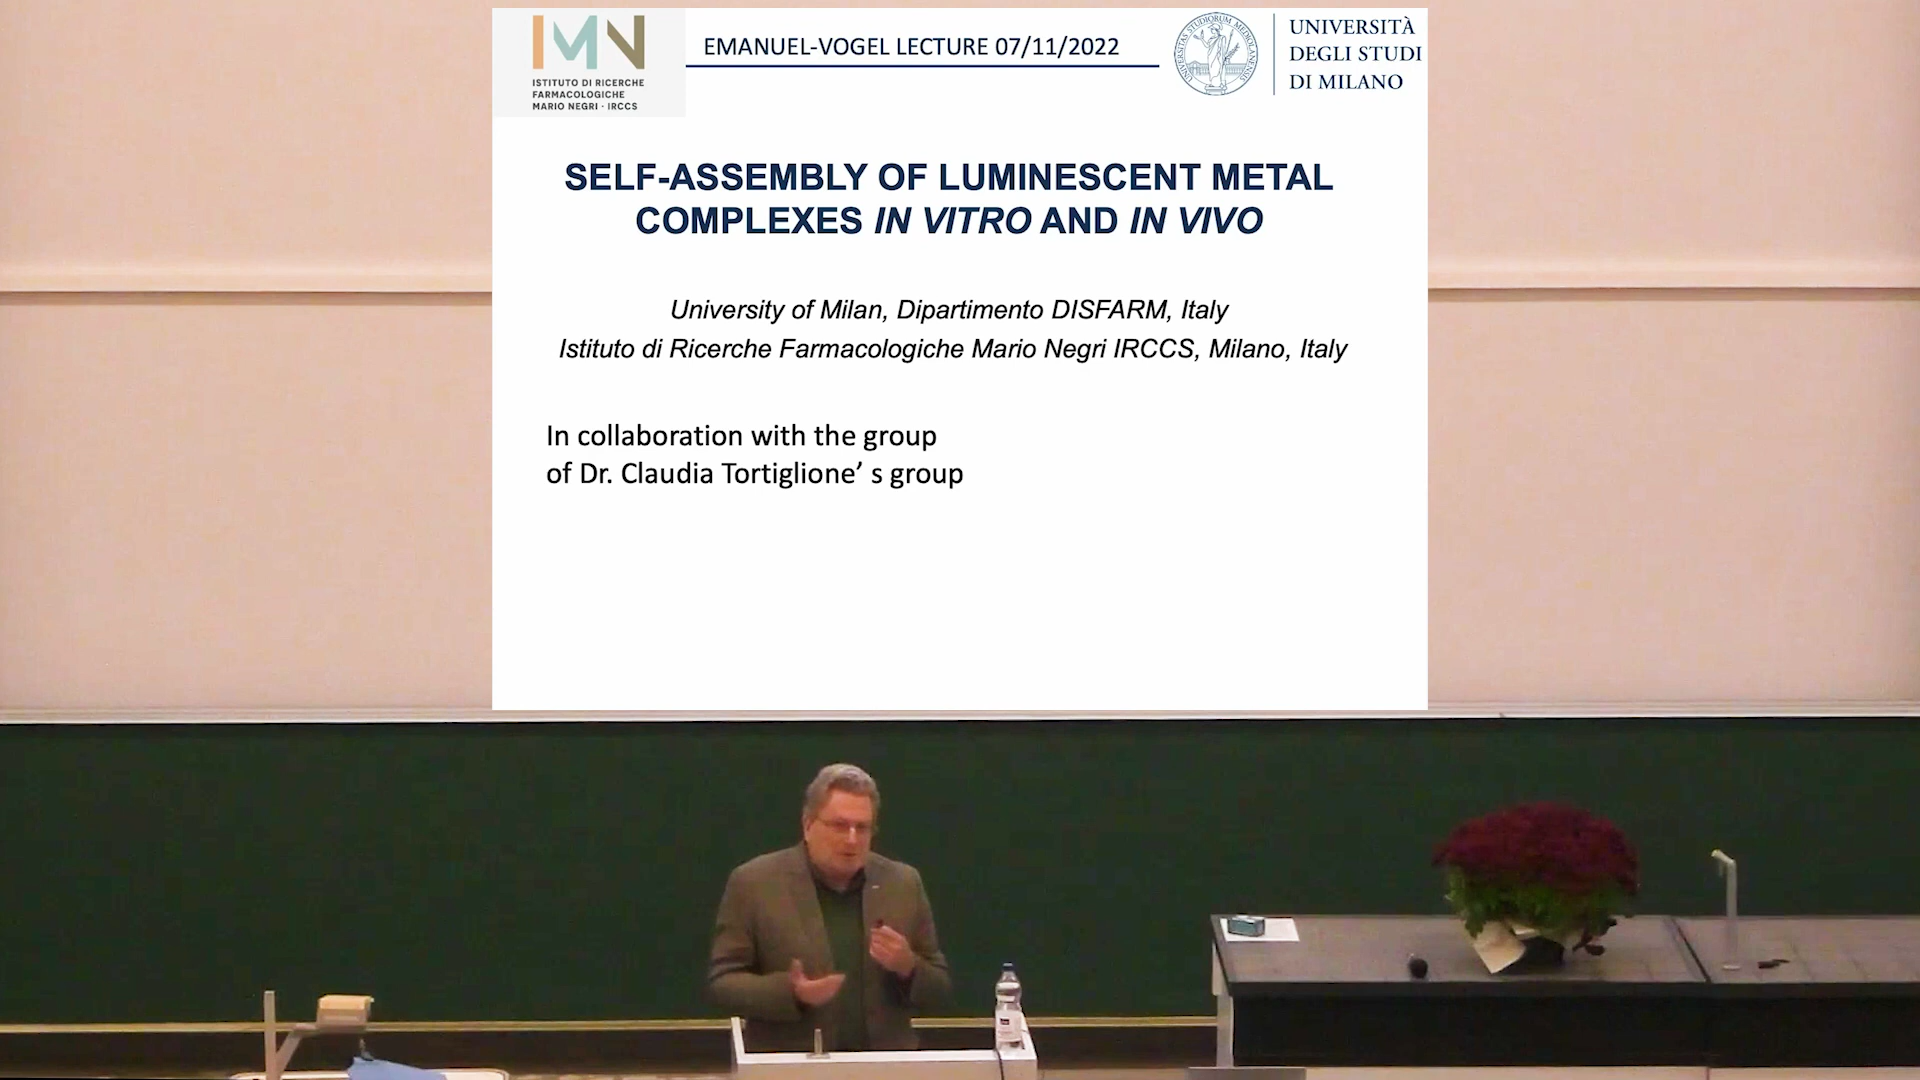 IMN
ISTITUTO DI RICERCHE
FARMACOLOGICHE
MARIO NEGRI · IRCCS
EMANUEL-VOGEL LECTURE 07/11/2022
UNIVERSITÀ
DEGLI STUDI
DI MILANO
SELF-ASSEMBLY OF LUMINESCENT METAL
COMPLEXES IN VITRO AND IN VIVO
University of Milan, Dipartimento DISFARM, Italy
Istituto di Ricerche Farmacologiche Mario Negri IRCCS, Milano, Italy
In collaboration with the group
of Dr. Claudia Tortiglione’ s group